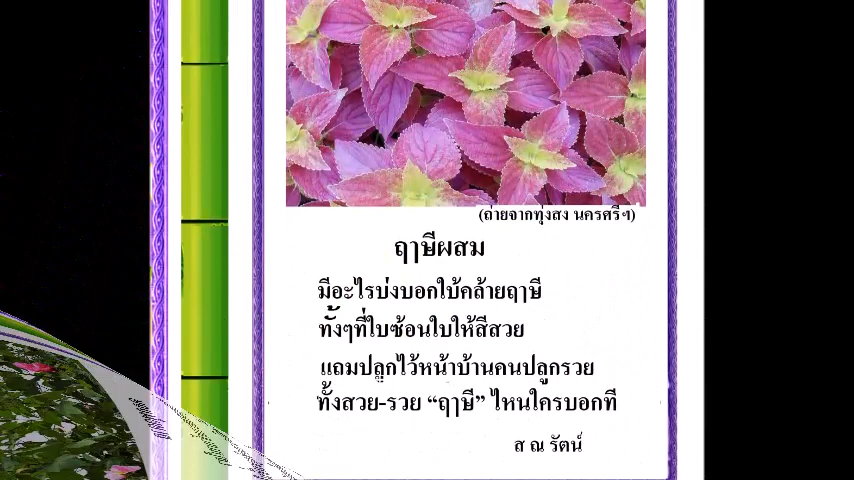 (ถ่ายจากทุ่งสง นครศรีฯ)
ฤๅษีผสม
มีอะไรบ่งบอกใบ้คล้ายฤๅษี
ทั้งๆที่ใบซ้อนใบให้สีสวย
แถมปลูกไว้หน้าบ้านคนปลูกรวย
ทั้งสวย-รวย “ฤๅษี” ไหนใครบอกที
ส ณ รัตน์